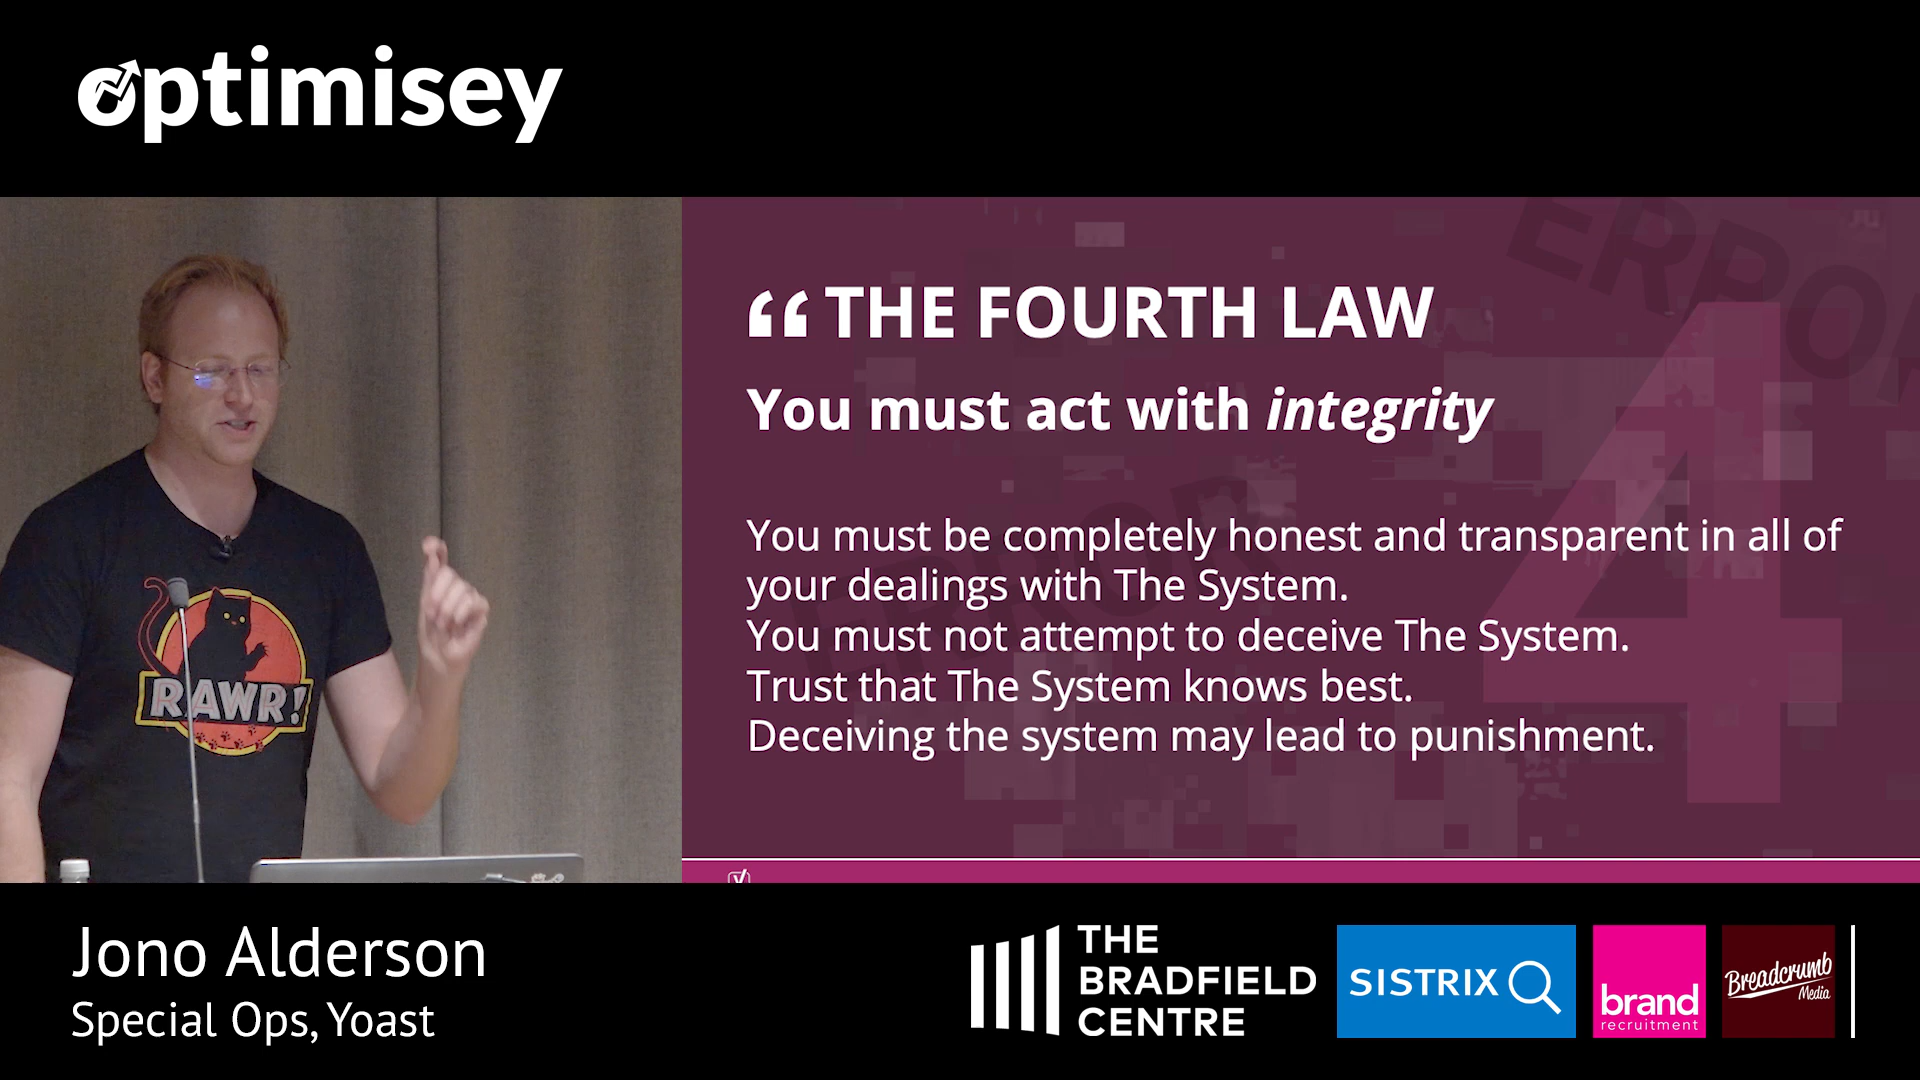 optimisey
RAWR!
“ THE FOURTH LAW
You must act with integrity
You must be completely honest and transparent in all of
your dealings with The System.
You must not attempt to deceive The System.
Trust that The System knows best.
Deceiving the system may lead to punishment.
4
ERROR
ERROR
Jono Alderson
Special Ops, Yoast
THE
BRADFIELD
CENTRE
SISTRIX
brand
recruitment
Breadcrumb
Media